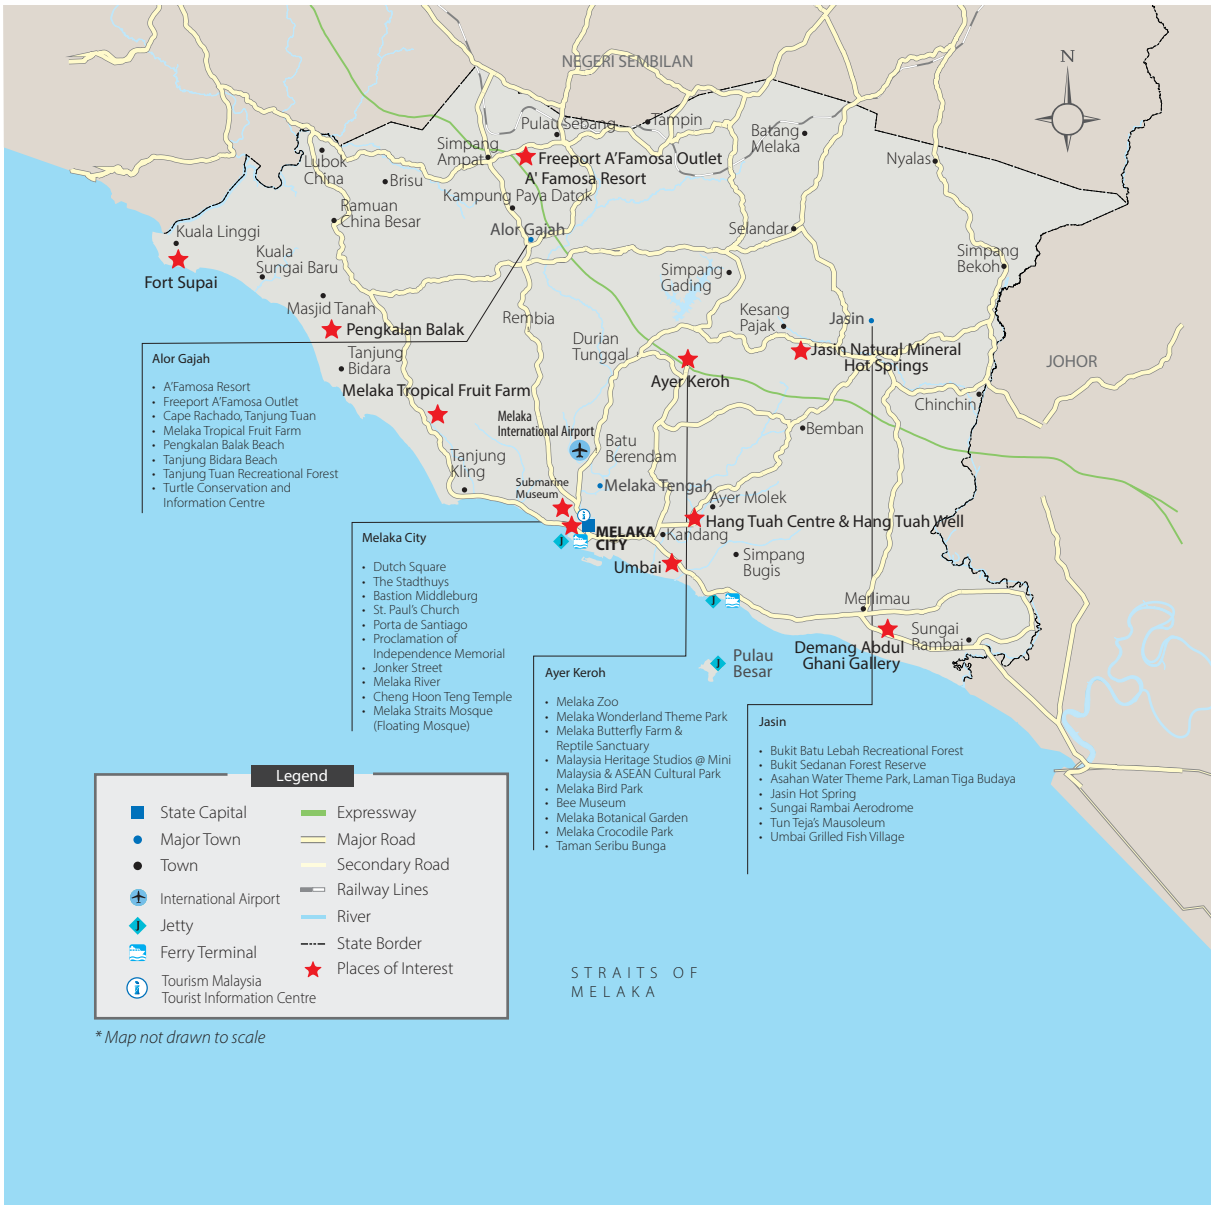 NEGERI SEMBILAN
N
Pulau Sebang
Tampin
Batang
Melaka
Simpang
Ampat
Freeport A'Famosa Outlet
A' Famosa Resort
Nyalas
Lubok
China
Brisu
Kampung Paya Datok
Ramuan
China Besar
Kuala Linggi
Alor Gajah
Selandar
Kuala
Sungai Baru
Simpang
Bekoh
Fort Supai
Simpang
Gading
Masjid Tanah
Rembia
Kesang
Pajak
Jasin
Pengkalan Balak
Durian
Tunggal
Jasin Natural Mineral
Hot Springs
JOHOR
Tanjung
Bidara
Ayer Keroh
Melaka Tropical Fruit Farm
Chinchin
Melaka
International Airport
Bemban
Batu
Berendam
Tanjung
Kling
Submarine
Museum
Melaka Tengah
Ayer Molek
i
Hang Tuah Centre & Hang Tuah Well
MELAKA
CITY
J
Kandang
Umbai
Simpang
Bugis
J
Merlimau
Sungai
Rambai
Demang Abdul
Ghani Gallery
J
Pulau
Besar
Alor Gajah
• A'Famosa Resort
• Freeport A'Famosa Outlet
• Cape Rachado, Tanjung Tuan
• Melaka Tropical Fruit Farm
• Pengkalan Balak Beach
• Tanjung Bidara Beach
• Tanjung Tuan Recreational Forest
• Turtle Conservation and
Information Centre
Melaka City
• Dutch Square
• The Stadthuys
• Bastion Middleburg
• St. Paul's Church
• Porta de Santiago
• Proclamation of
Independence Memorial
• Jonker Street
• Melaka River
• Cheng Hoon Teng Temple
• Melaka Straits Mosque
(Floating Mosque)
Ayer Keroh
• Melaka Zoo
• Melaka Wonderland Theme Park
• Melaka Butterfly Farm &
Reptile Sanctuary
• Malaysia Heritage Studios @ Mini
Malaysia & ASEAN Cultural Park
• Melaka Bird Park
• Bee Museum
• Melaka Botanical Garden
• Melaka Crocodile Park
• Taman Seribu Bunga
Jasin
• Bukit Batu Lebah Recreational Forest
• Bukit Sedanan Forest Reserve
• Asahan Water Theme Park, Laman Tiga Budaya
• Jasin Hot Spring
• Sungai Rambai Aerodrome
• Tun Teja's Mausoleum
• Umbai Grilled Fish Village
Legend
State Capital
Major Town
Town
International Airport
J Jetty
Ferry Terminal
i Tourism Malaysia
Tourist Information Centre
Expressway
Major Road
Secondary Road
Railway Lines
River
State Border
Places of Interest
* Map not drawn to scale
STRAITS OF
MELAKA